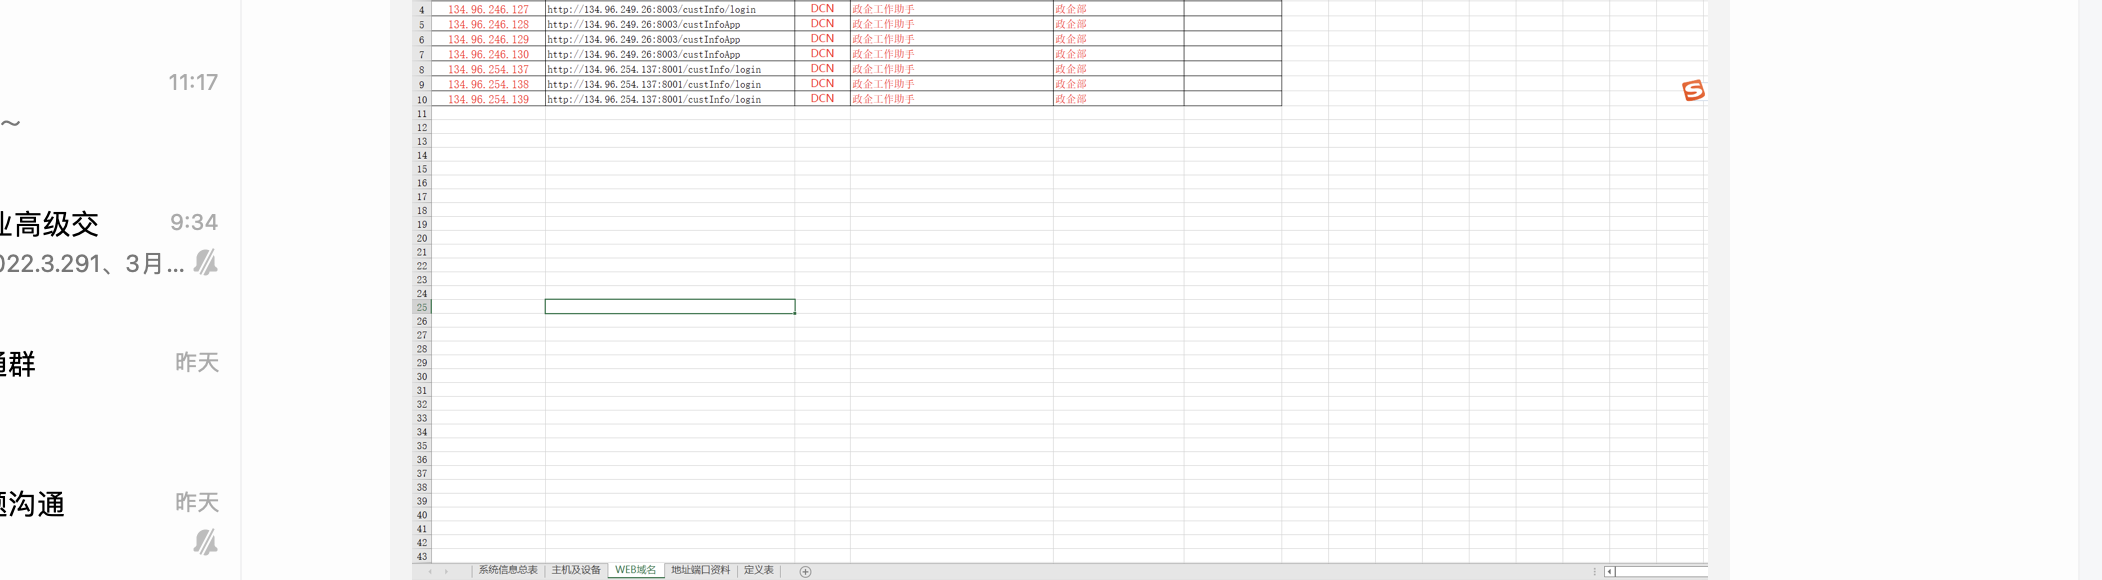 11:17
~
业高级交 9:34
022.3.291、3月...
通群 昨天
沟通 昨天
4 134.96.246.127 http://134.96.249.26:8003/custInfo/login DCN 政企工作助手 政企部
5 134.96.246.128 http://134.96.249.26:8003/custInfoApp DCN 政企工作助手 政企部
6 134.96.246.129 http://134.96.249.26:8003/custInfoApp DCN 政企工作助手 政企部
7 134.96.246.130 http://134.96.249.26:8003/custInfoApp DCN 政企工作助手 政企部
8 134.96.254.137 http://134.96.254.137:8001/custInfo/login DCN 政企工作助手 政企部
9 134.96.254.138 http://134.96.254.137:8001/custInfo/login DCN 政企工作助手 政企部
10 134.96.254.139 http://134.96.254.137:8001/custInfo/login DCN 政企工作助手 政企部
11
12
13
14
15
16
17
18
19
20
21
22
23
24
25
26
27
28
29
30
31
32
33
34
35
36
37
38
39
40
41
42
43
系统信息总表 主机及设备 WEB域名 地址端口资料 定义表
S